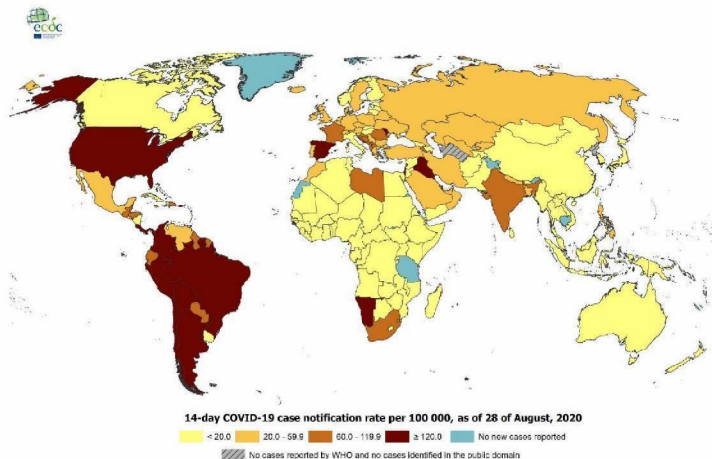 ecdc
14-day COVID-19 case notification rate per 100 000, as of 28 of August, 2020
< 20.0 20.0 - 59.9 60.0 - 119.9 ≥ 120.0 No new cases reported
No cases reported by WHO and no cases identified in the public domain